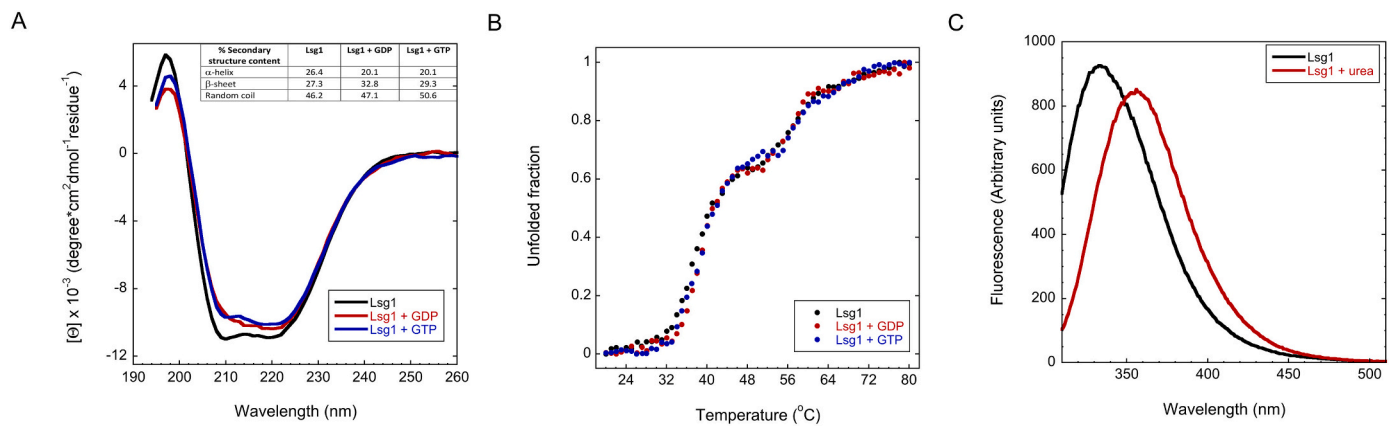 A
% Secondary structure content Lsg1 Lsg1 + GDP Lsg1 + GTP
α-helix 26.4 20.1 20.1
β-sheet 27.3 32.8 29.3
Random coil 46.2 47.1 50.6
4
0
-4
-8
-12
[Θ] x 10⁻³ (degree*cm²dmol⁻¹residue⁻¹)
Lsg1
Lsg1 + GDP
Lsg1 + GTP
190 200 210 220 230 240 250 260
Wavelength (nm)
B
1
0.8
0.6
0.4
0.2
0
Unfolded fraction
Lsg1
Lsg1 + GDP
Lsg1 + GTP
24 32 40 48 56 64 72 80
Temperature (°C)
C
1000
800
600
400
200
0
Fluorescence (Arbitrary units)
Lsg1
Lsg1 + urea
350 400 450 500
Wavelength (nm)